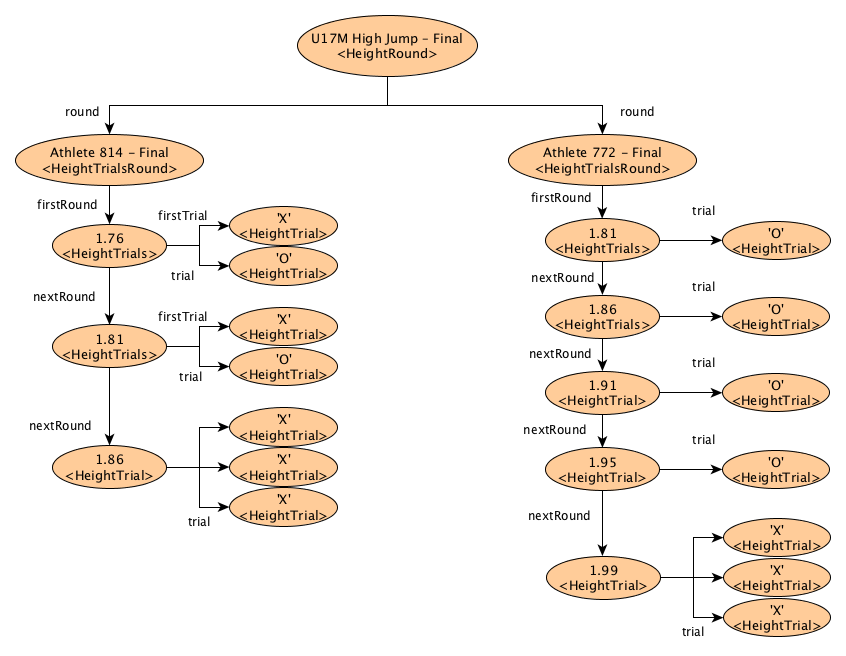 U17M High Jump – Final
<HeightRound>
round
round
Athlete 814 – Final
<HeightTrialsRound>
firstRound
1.76
<HeightTrials>
firstTrial
'X'
<HeightTrial>
'O'
<HeightTrial>
trial
nextRound
1.81
<HeightTrials>
firstTrial
'X'
<HeightTrial>
'O'
<HeightTrial>
trial
nextRound
1.86
<HeightTrial>
'X'
<HeightTrial>
'X'
<HeightTrial>
'X'
<HeightTrial>
trial
Athlete 772 – Final
<HeightTrialsRound>
firstRound
1.81
<HeightTrials>
trial
'O'
<HeightTrial>
nextRound
1.86
<HeightTrials>
trial
'O'
<HeightTrial>
nextRound
1.91
<HeightTrial>
trial
'O'
<HeightTrial>
nextRound
1.95
<HeightTrial>
trial
'O'
<HeightTrial>
nextRound
1.99
<HeightTrial>
'X'
<HeightTrial>
'X'
<HeightTrial>
'X'
<HeightTrial>
trial